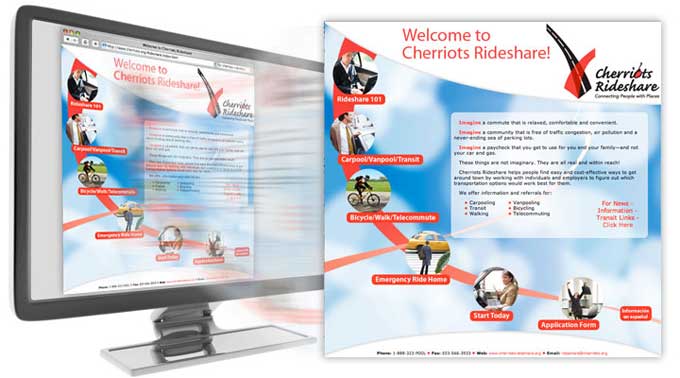 Welcome to Cherriots Rideshare!
Welcome to
Cherriots Rideshare!
Cherriots
Rideshare
Rideshare 101
Carpool/Vanpool/Transit
Bicycle/Walk/Telecommute
Emergency Ride Home
Start Today
Welcome to
Cherriots Rideshare!
Cherriots
Rideshare
Connecting People with Places
Rideshare 101
Imagine a commute that is relaxed, comfortable and convenient.
Imagine a community that is free of traffic congestion, air pollution and a
never-ending sea of parking lots.
Imagine a paycheck that you get to use for you and your family—and not
your car and gas.
These things are not imaginary. They are all real and within reach!
Carpool/Vanpool/Transit
Cherriots Rideshare helps people find easy and cost-effective ways to get
around town by working with individuals and employers to figure out which
transportation options would work best for them.
We offer information and referrals for:
• Carpooling
• Transit
• Walking
• Vanpooling
• Bicycling
• Telecommuting
For News -
Information -
Transit Links -
Click Here
Bicycle/Walk/Telecommute
Emergency Ride Home
Start Today
Application Form
Información
en español
Phone: 1-888-323-POOL • Fax: • Web: www.cherriotsrideshare.org • Email: